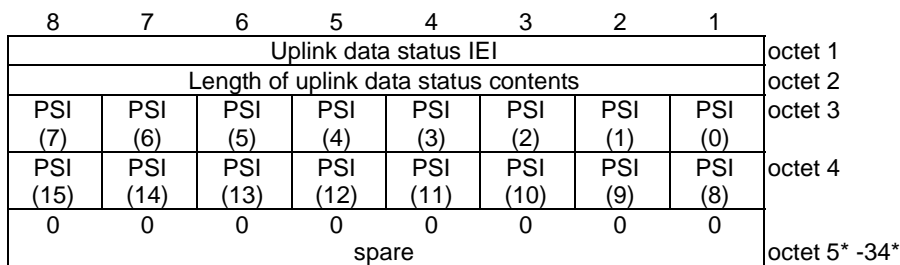 8 7 6 5 4 3 2 1
Uplink data status IEI octet 1
Length of uplink data status contents octet 2
PSI PSI PSI PSI PSI PSI PSI PSI octet 3
(7) (6) (5) (4) (3) (2) (1) (0)
PSI PSI PSI PSI PSI PSI PSI PSI octet 4
(15) (14) (13) (12) (11) (10) (9) (8)
0 0 0 0 0 0 0 0
spare octet 5* -34*